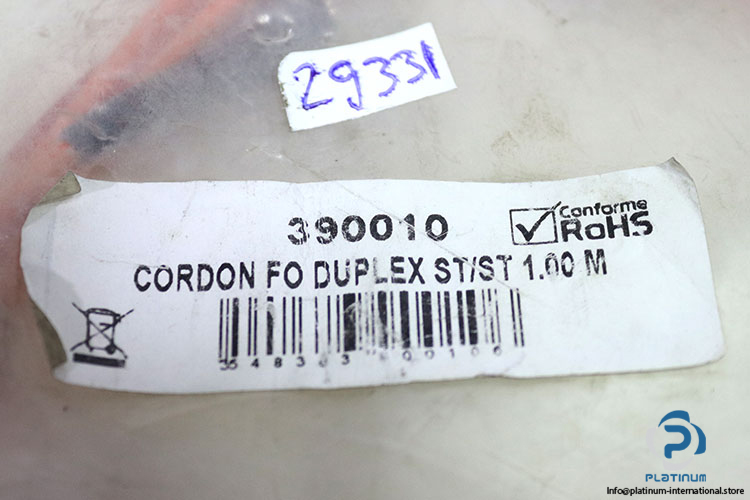 29331
390010
Conforme
RoHS
CORDON FO DUPLEX ST/ST 1.00 M
PLATINUM
Info@platinum-international.store